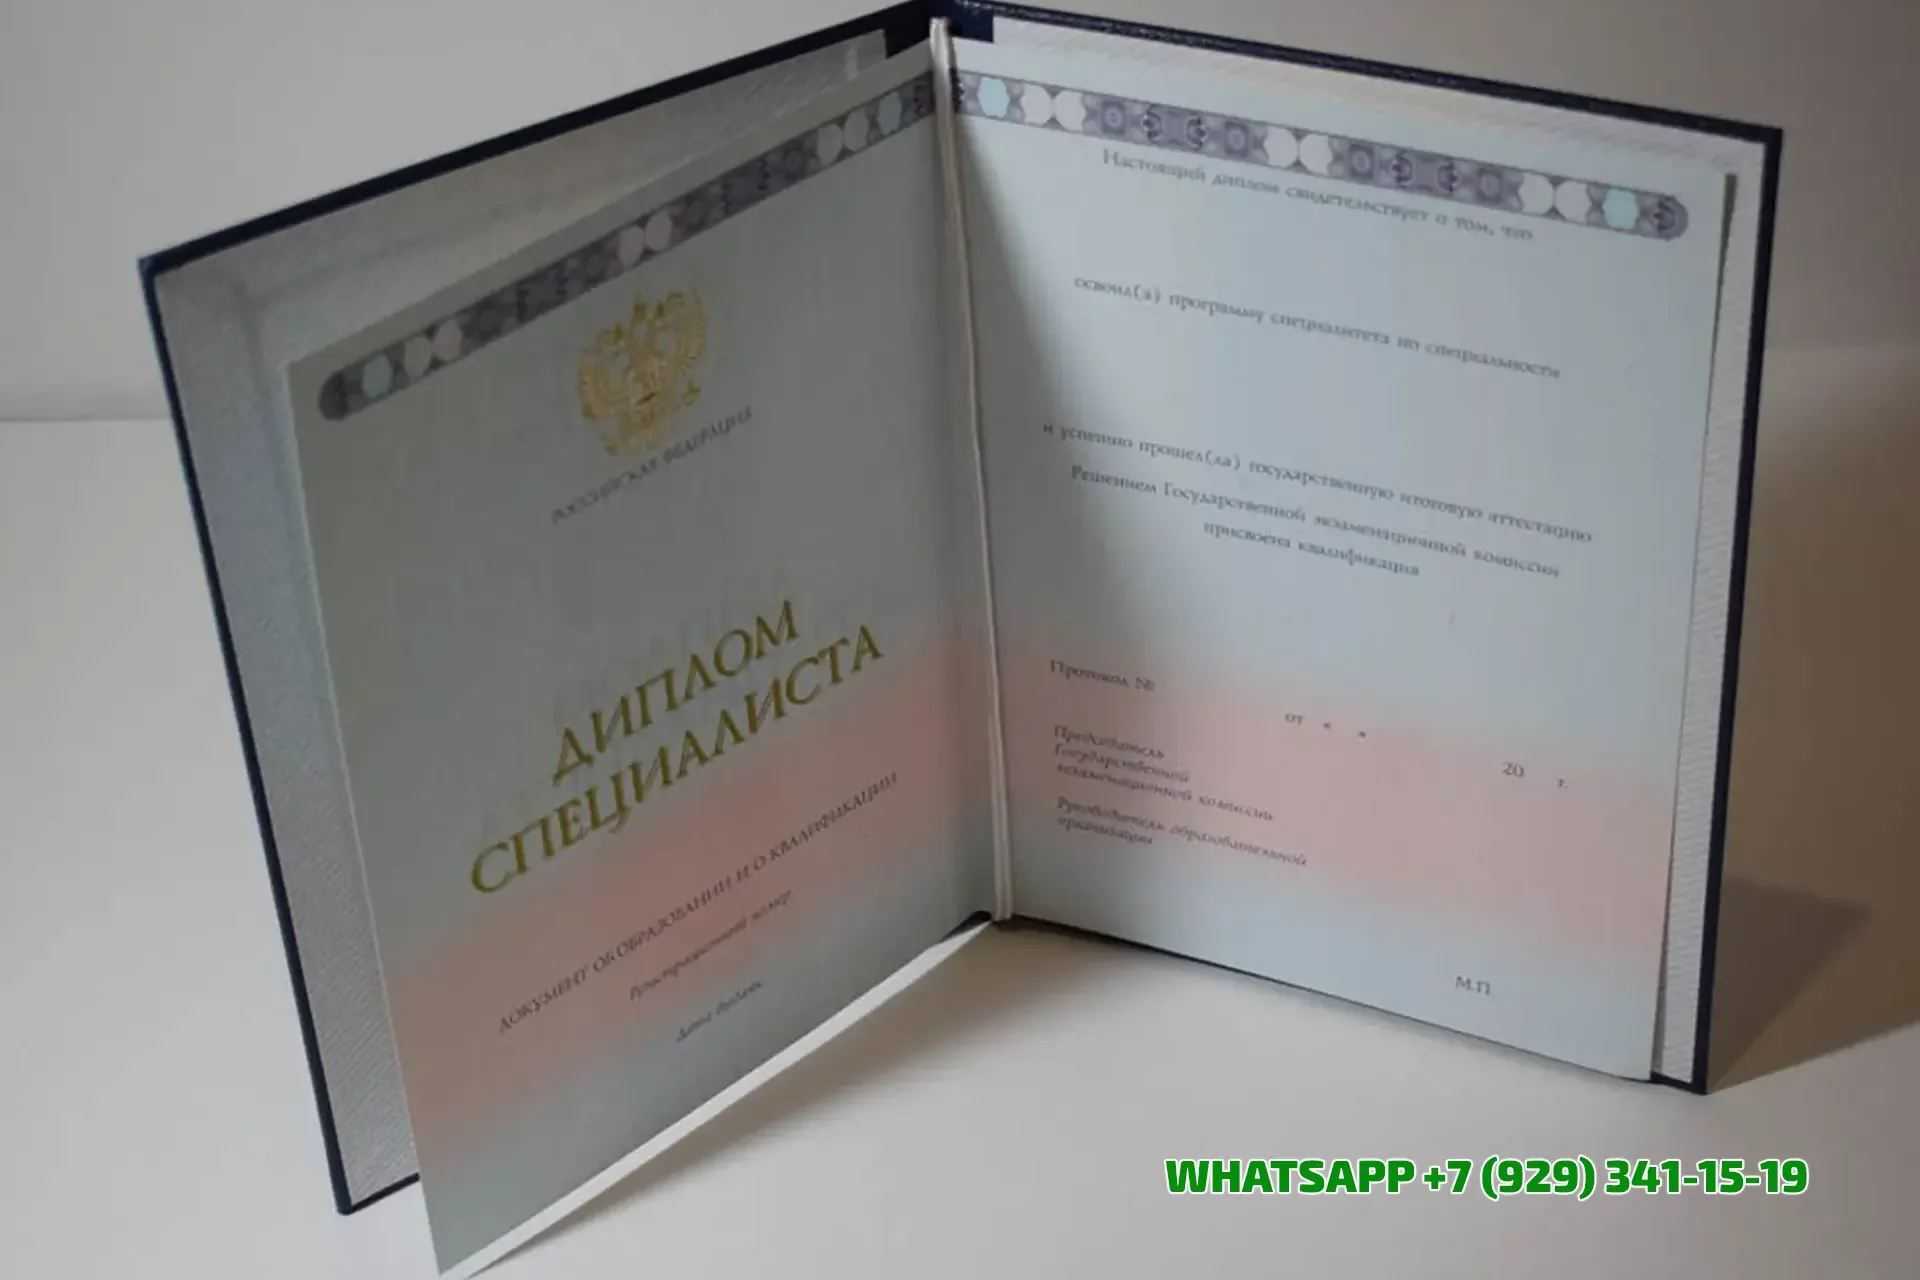 РОССИЙСКАЯ ФЕДЕРАЦИЯ
ДИПЛОМ
СПЕЦИАЛИСТА
ДОКУМЕНТ ОБ ОБРАЗОВАНИИ И О КВАЛИФИКАЦИИ
Регистрационный номер
Дата выдачи
Настоящий диплом свидетельствует о том, что
освоил(а) программу специалитета по специальности
и успешно прошел(ла) государственную итоговую аттестацию
Решением Государственной экзаменационной комиссии
присвоена квалификация
Протокол №
от « »
20 г.
Председатель
Государственной
экзаменационной комиссии
Руководитель образовательной
организации
М.П.
WHATSAPP +7 (929) 341-15-19